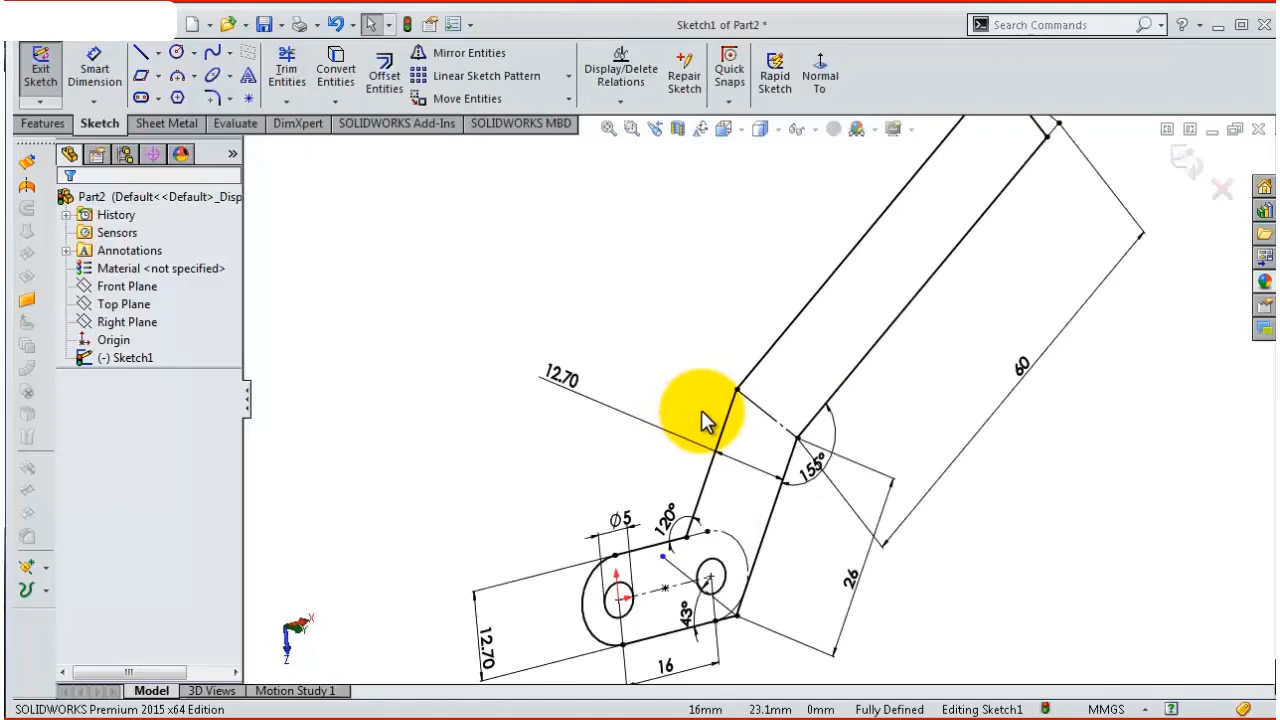 Sketch1 of Part2 *
Search Commands
Exit Sketch
Smart Dimension
Trim Entities
Convert Entities
Offset Entities
Mirror Entities
Linear Sketch Pattern
Move Entities
Display/Delete Relations
Repair Sketch
Quick Snaps
Rapid Sketch
Normal To
Features
Sketch
Sheet Metal
Evaluate
DimXpert
SOLIDWORKS Add-Ins
SOLIDWORKS MBD
Part2 (Default<<Default>_Disp
History
Sensors
Annotations
Material <not specified>
Front Plane
Top Plane
Right Plane
Origin
(-) Sketch1
12.70
60
155°
120°
Ø5
26
43°
12.70
16
X
Y
Z
Model
3D Views
Motion Study 1
SOLIDWORKS Premium 2015 x64 Edition
16mm
23.1mm
0mm
Fully Defined
Editing Sketch1
MMGS